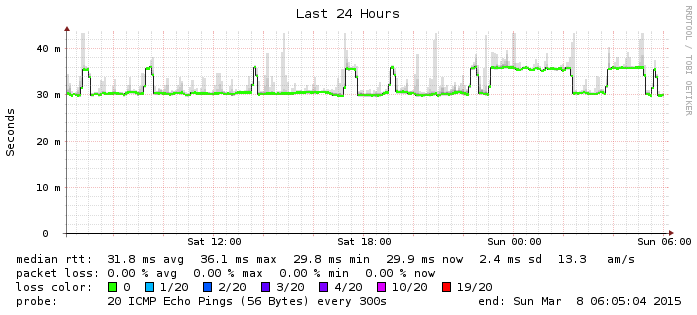 Last 24 Hours
RRDTOOL / TOBI OETIKER
Seconds
40 m
30 m
20 m
10 m
0
Sat 12:00 Sat 18:00 Sun 00:00 Sun 06:00
median rtt: 31.8 ms avg 36.1 ms max 29.8 ms min 29.9 ms now 2.4 ms sd 13.3 am/s
packet loss: 0.00 % avg 0.00 % max 0.00 % min 0.00 % now
loss color: 0 1/20 2/20 3/20 4/20 10/20 19/20
probe: 20 ICMP Echo Pings (56 Bytes) every 300s end: Sun Mar 8 06:05:04 2015